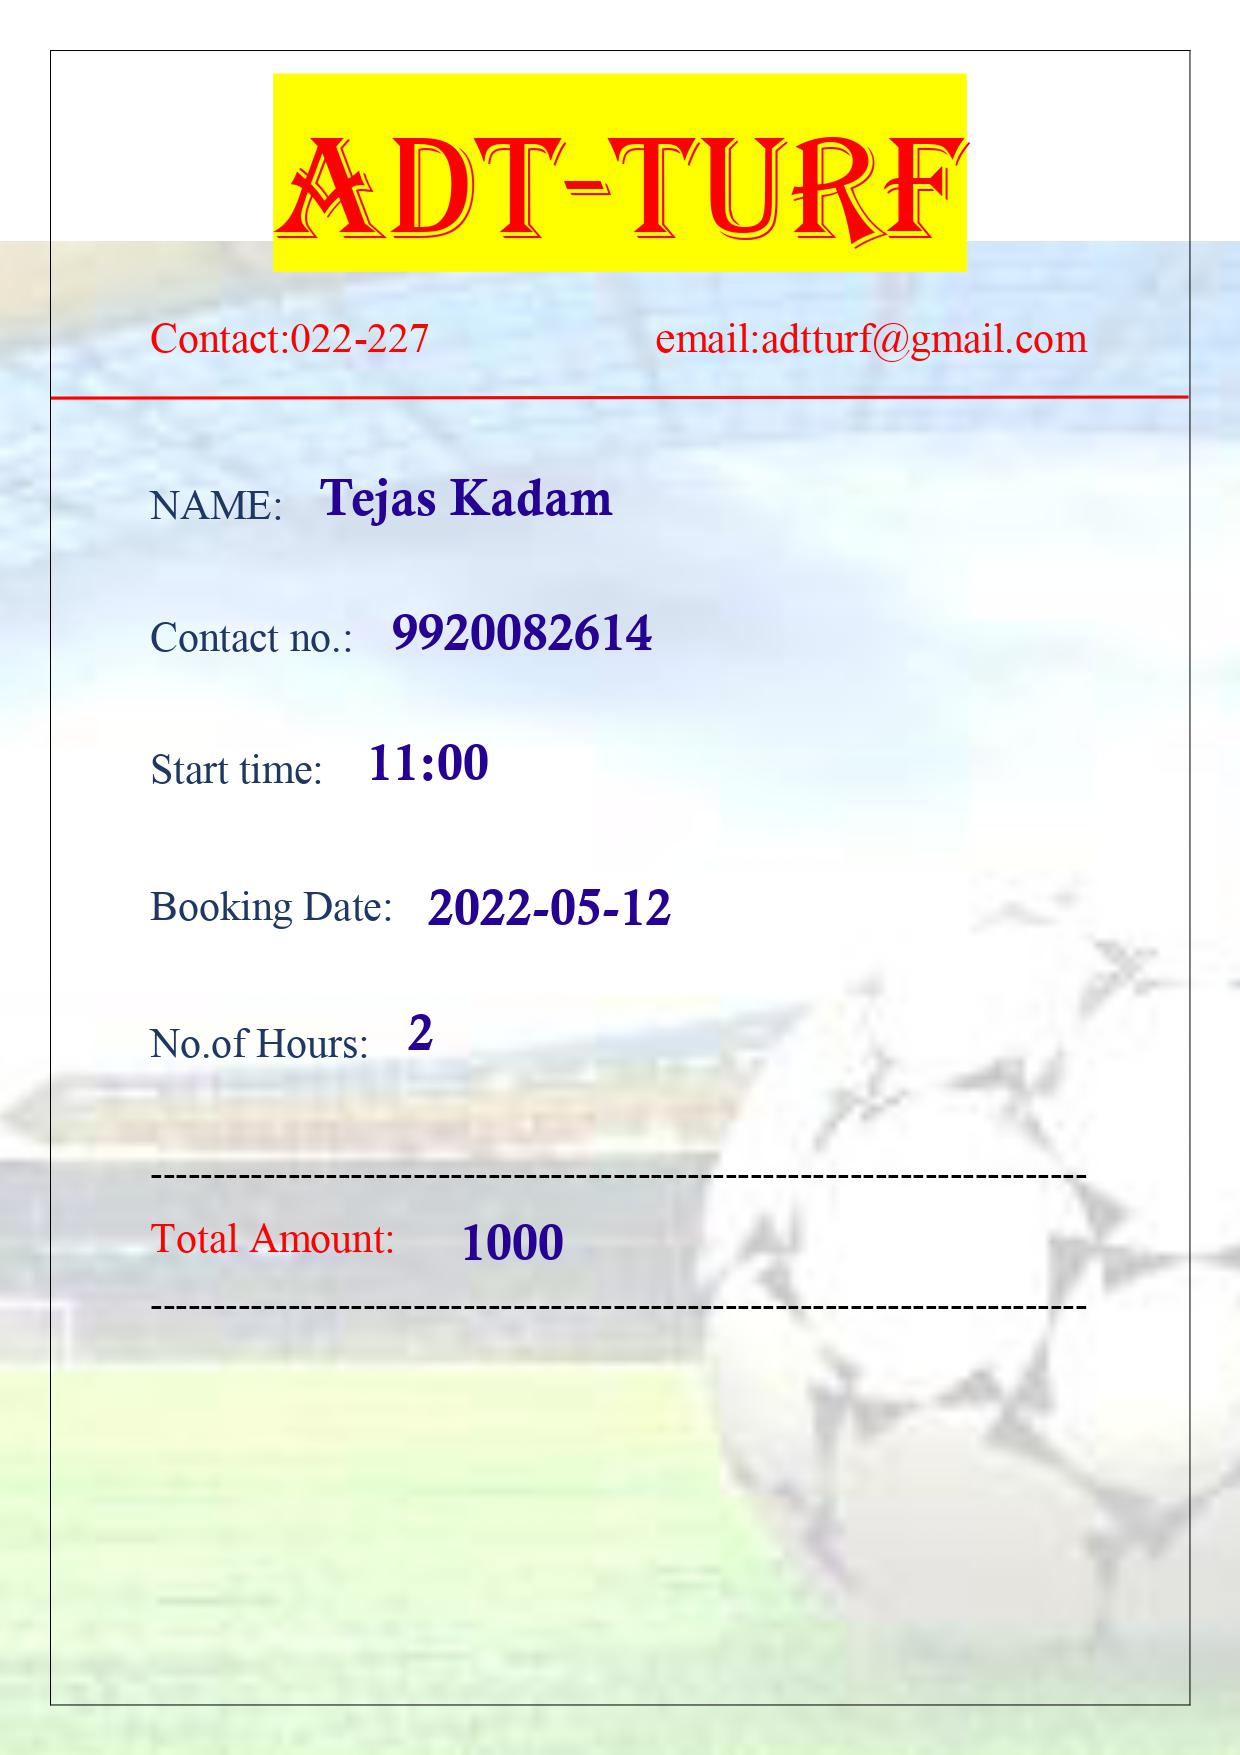 ADT-TURF
Contact:022-227 email:adtturf@gmail.com
NAME: Tejas Kadam
Contact no.: 9920082614
Start time: 11:00
Booking Date: 2022-05-12
No.of Hours: 2
---------------------------------------------------------------------------
Total Amount: 1000
---------------------------------------------------------------------------